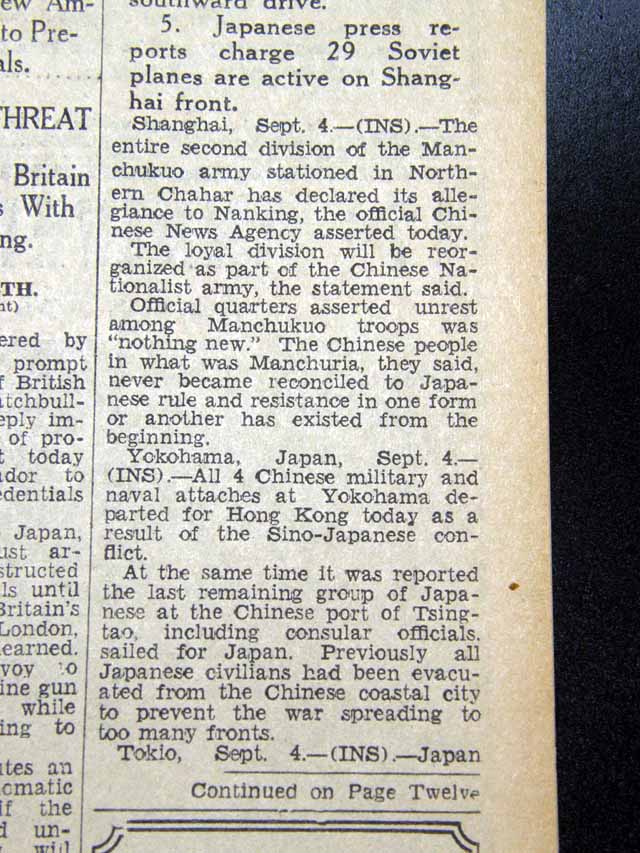 ew Am-
to Pre-
als.
THREAT
Britain
s With
ng.
TH.
nt)
ered by
prompt
f British
atchbull-
eply im-
of pro-
t today
ador to
edentials
Japan,
ust ar-
structed
ls until
Britain's
London,
earned.
voy to
ine gun
while
ing to
utes an
omatic
if the
d un-
will
southward drive.
5. Japanese press re-
ports charge 29 Soviet
planes are active on Shang-
hai front.
Shanghai, Sept. 4.—(INS).—The
entire second division of the Man-
chukuo army stationed in North-
ern Chahar has declared its alle-
giance to Nanking, the official Chi-
nese News Agency asserted today.
The loyal division will be reor-
ganized as part of the Chinese Na-
tionalist army, the statement said.
Official quarters asserted unrest
among Manchukuo troops was
"nothing new." The Chinese people
in what was Manchuria, they said,
never became reconciled to Japa-
nese rule and resistance in one form
or another has existed from the
beginning.
Yokohama, Japan, Sept. 4.—
(INS).—All 4 Chinese military and
naval attaches at Yokohama de-
parted for Hong Kong today as a
result of the Sino-Japanese con-
flict.
At the same time it was reported
the last remaining group of Japa-
nese at the Chinese port of Tsing-
tao, including consular officials.
sailed for Japan. Previously all
Japanese civilians had been evacu-
ated from the Chinese coastal city
to prevent the war spreading to
too many fronts.
Tokio, Sept. 4.—(INS).—Japan
Continued on Page Twelve